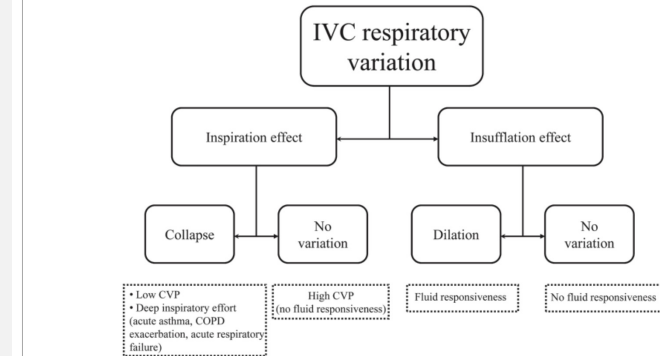 IVC respiratory
variation
Inspiration effect
Insufflation effect
Collapse
No
variation
Dilation
No
variation
• Low CVP
• Deep inspiratory effort
(acute asthma, COPD
exacerbation, acute respiratory
failure)
High CVP
(no fluid responsiveness)
Fluid responsiveness
No fluid responsiveness